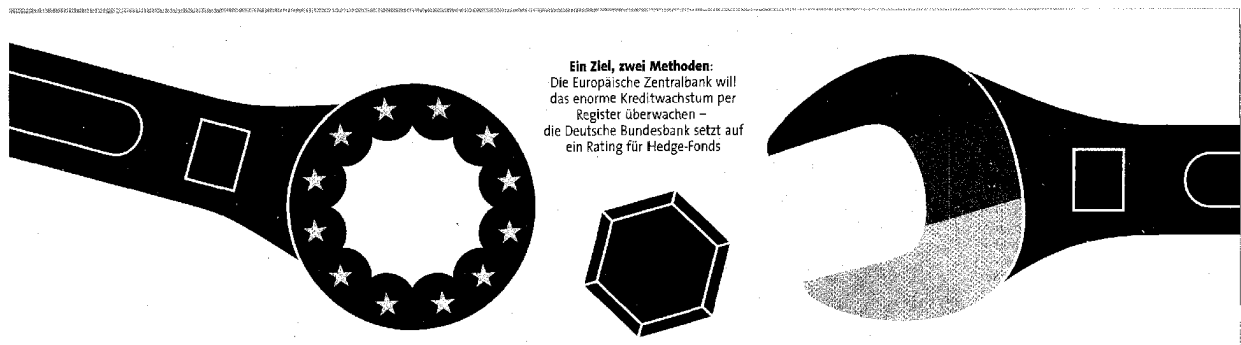 Ein Ziel, zwei Methoden:
Die Europäische Zentralbank will
das enorme Kreditwachstum per
Register überwachen –
die Deutsche Bundesbank setzt auf
ein Rating für Hedge-Fonds